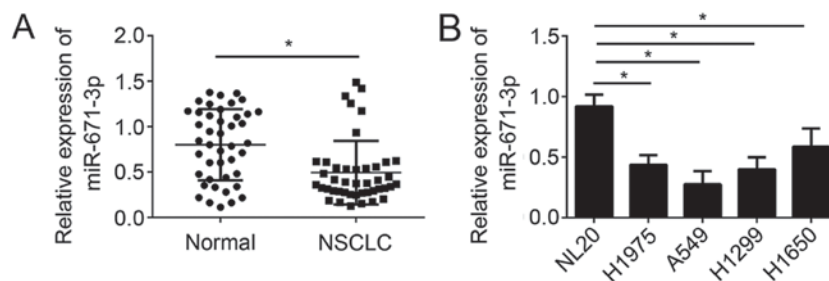 A
Relative expression of
miR-671-3p
2.0
1.5
1.0
0.5
0.0
*
Normal
NSCLC
B
Relative expression of
miR-671-3p
1.5
1.0
0.5
0.0
*
*
*
*
NL20
H1975
A549
H1299
H1650